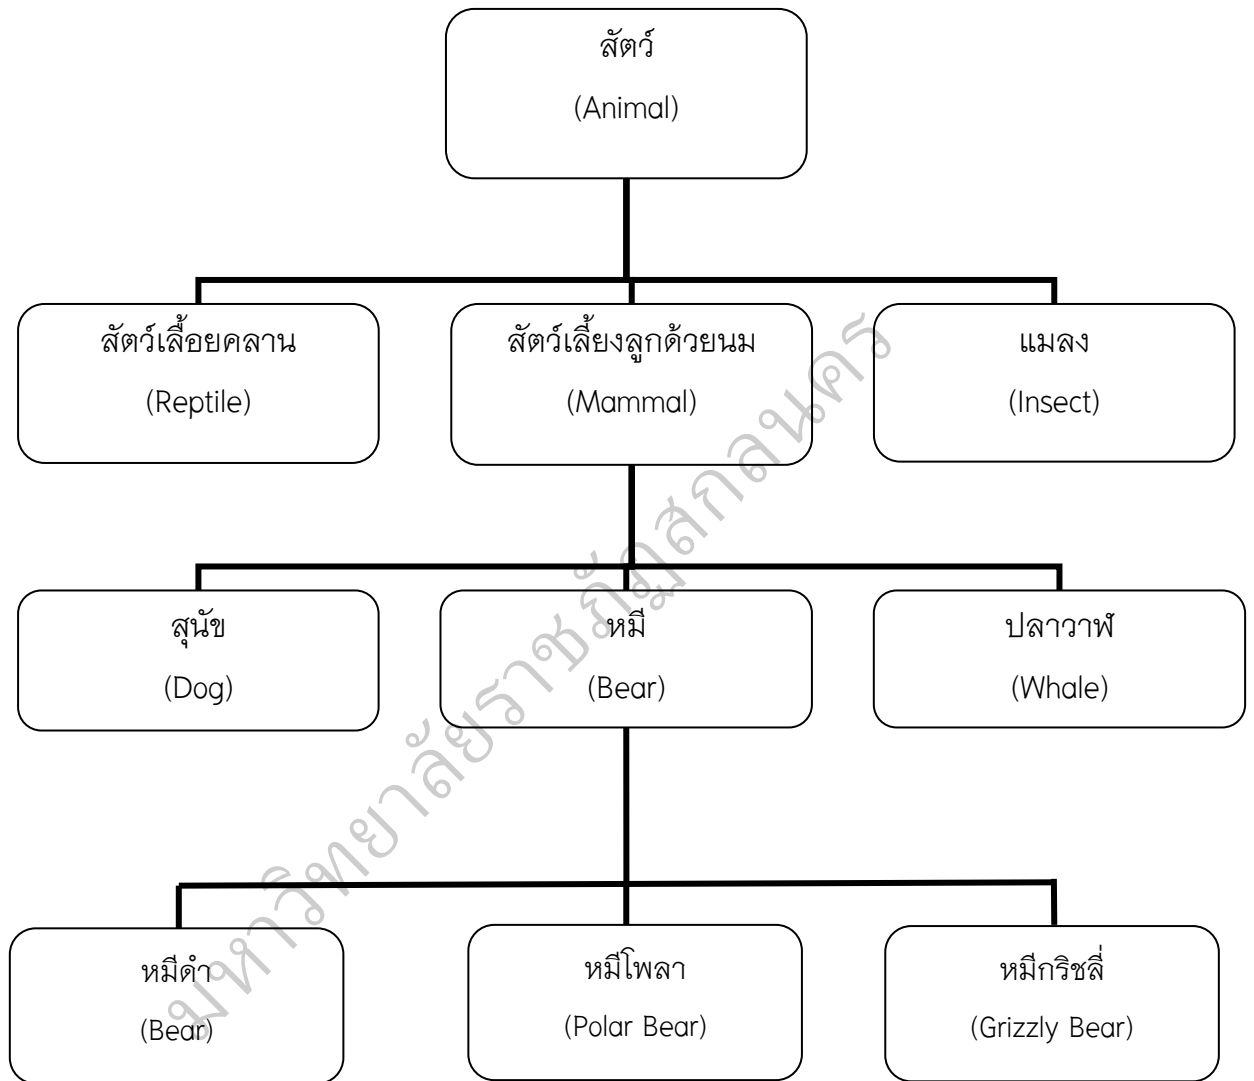 สัตว์
(Animal)
สัตว์เลื้อยคลาน
(Reptile)
สัตว์เลี้ยงลูกด้วยนม
(Mammal)
แมลง
(Insect)
สุนัข
(Dog)
หมี
(Bear)
ปลาวาฬ
(Whale)
หมีดำ
(Bear)
หมีโพลา
(Polar Bear)
หมีกริซลี่
(Grizzly Bear)
มหาวิทยาลัยราชภัฏสกลนคร